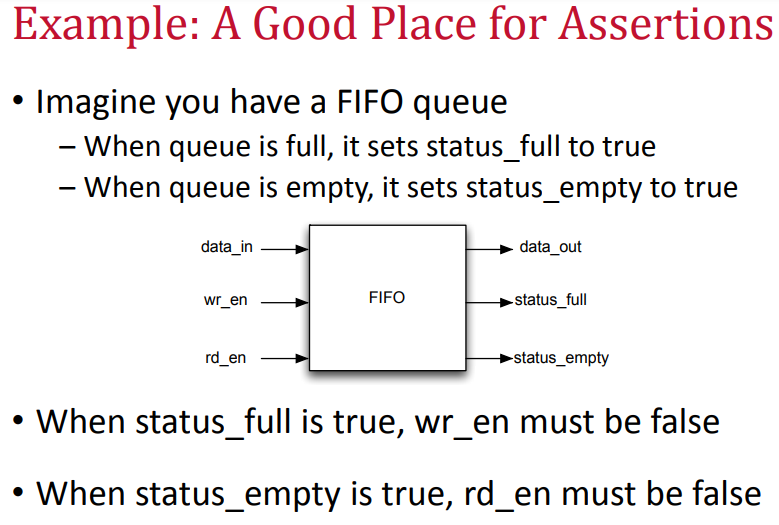 Example: A Good Place for Assertions
• Imagine you have a FIFO queue
– When queue is full, it sets status_full to true
– When queue is empty, it sets status_empty to true
data_in
data_out
wr_en
FIFO
status_full
rd_en
status_empty
• When status_full is true, wr_en must be false
• When status_empty is true, rd_en must be false